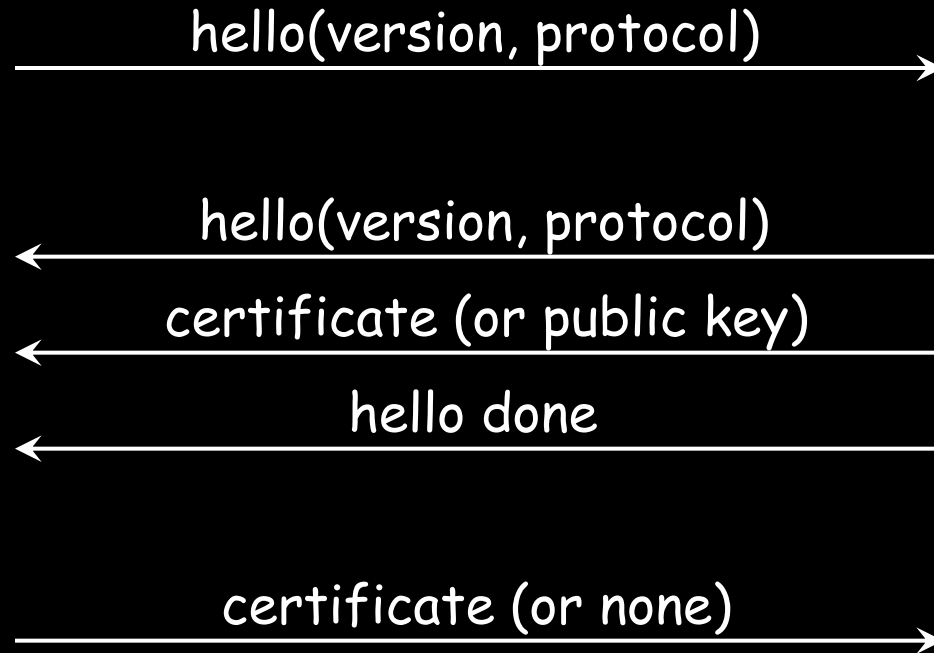 hello(version, protocol)
hello(version, protocol)
certificate (or public key)
hello done
certificate (or none)